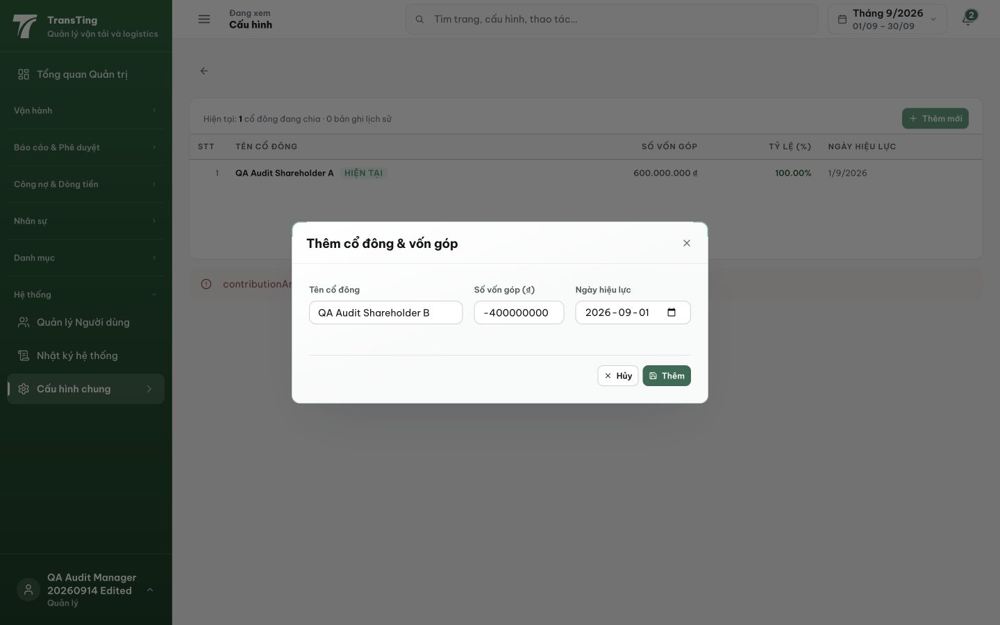 TransTing
Quản lý vận tải và logistics
Tổng quan Quản trị
Vận hành
Báo cáo & Phê duyệt
Công nợ & Dòng tiền
Nhân sự
Danh mục
Hệ thống
Quản lý Người dùng
Nhật ký hệ thống
Cấu hình chung
QA Audit Manager
20260914 Edited
Quản lý
Đang xem
Cấu hình
Tìm trang, cấu hình, thao tác...
Tháng 9/2026
01/09 – 30/09
2
Hiện tại: 1 cổ đông đang chia · 0 bản ghi lịch sử
Thêm mới
STT TÊN CỔ ĐÔNG SỐ VỐN GÓP TỶ LỆ (%) NGÀY HIỆU LỰC
1 QA Audit Shareholder A HIỆN TẠI 600.000.000 ₫ 100.00% 1/9/2026
Thêm cổ đông & vốn góp
Tên cổ đông Số vốn góp (₫) Ngày hiệu lực
QA Audit Shareholder B -400000000 2026-09-01
Hủy Thêm